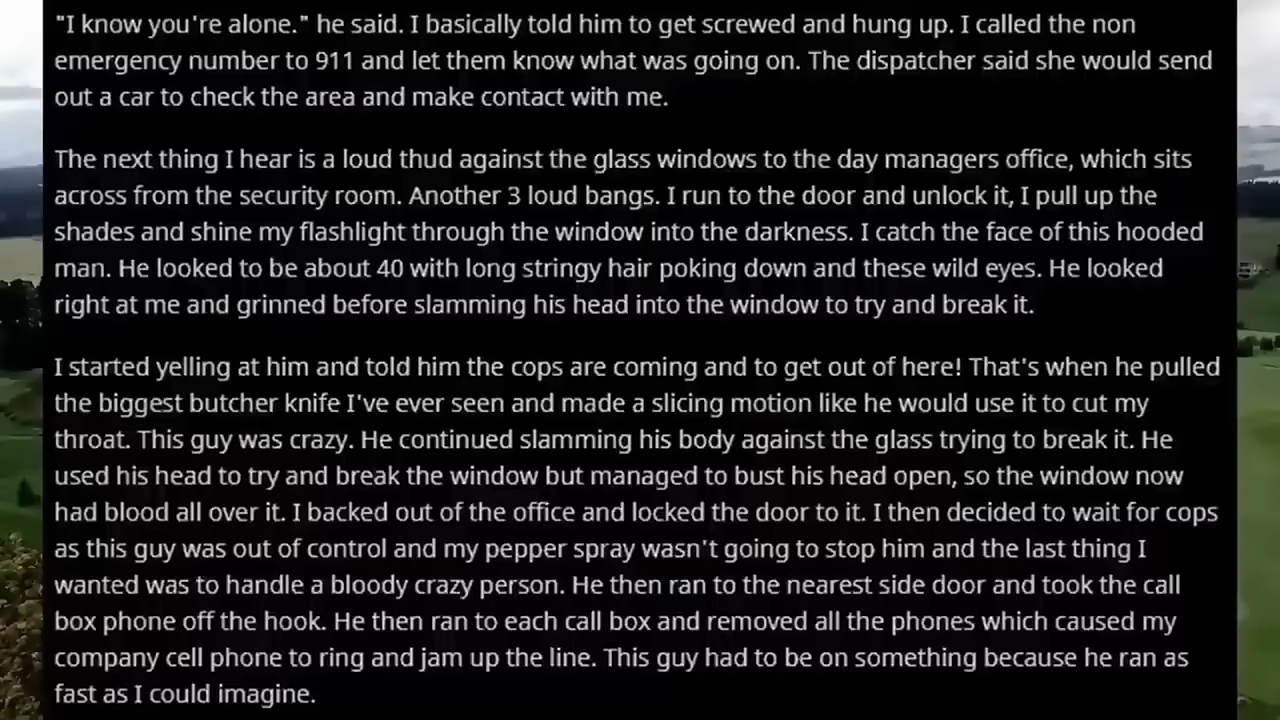 "I know you're alone." he said. I basically told him to get screwed and hung up. I called the non
emergency number to 911 and let them know what was going on. The dispatcher said she would send
out a car to check the area and make contact with me.
The next thing I hear is a loud thud against the glass windows to the day managers office, which sits
across from the security room. Another 3 loud bangs. I run to the door and unlock it, I pull up the
shades and shine my flashlight through the window into the darkness. I catch the face of this hooded
man. He looked to be about 40 with long stringy hair poking down and these wild eyes. He looked
right at me and grinned before slamming his head into the window to try and break it.
I started yelling at him and told him the cops are coming and to get out of here! That's when he pulled
the biggest butcher knife I've ever seen and made a slicing motion like he would use it to cut my
throat. This guy was crazy. He continued slamming his body against the glass trying to break it. He
used his head to try and break the window but managed to bust his head open, so the window now
had blood all over it. I backed out of the office and locked the door to it. I then decided to wait for cops
as this guy was out of control and my pepper spray wasn't going to stop him and the last thing I
wanted was to handle a bloody crazy person. He then ran to the nearest side door and took the call
box phone off the hook. He then ran to each call box and removed all the phones which caused my
company cell phone to ring and jam up the line. This guy had to be on something because he ran as
fast as I could imagine.